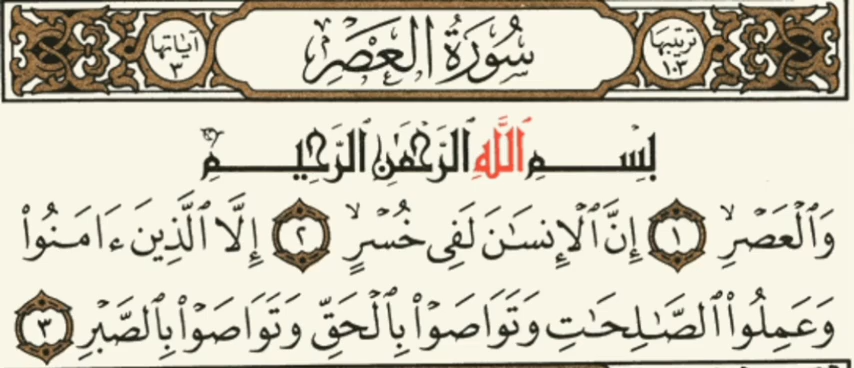 ترتيبها ١٠٣ سُورَةُ العَصْرِ آياتها ٣
بِسْمِ ٱللَّهِ ٱلرَّحْمَٰنِ ٱلرَّحِيمِ
وَٱلْعَصْرِ ١ إِنَّ ٱلْإِنسَٰنَ لَفِى خُسْرٍ ٢ إِلَّا ٱلَّذِينَ ءَامَنُوا۟
وَعَمِلُوا۟ ٱلصَّٰلِحَٰتِ وَتَوَاصَوْا۟ بِٱلْحَقِّ وَتَوَاصَوْا۟ بِٱلصَّبْرِ ٣